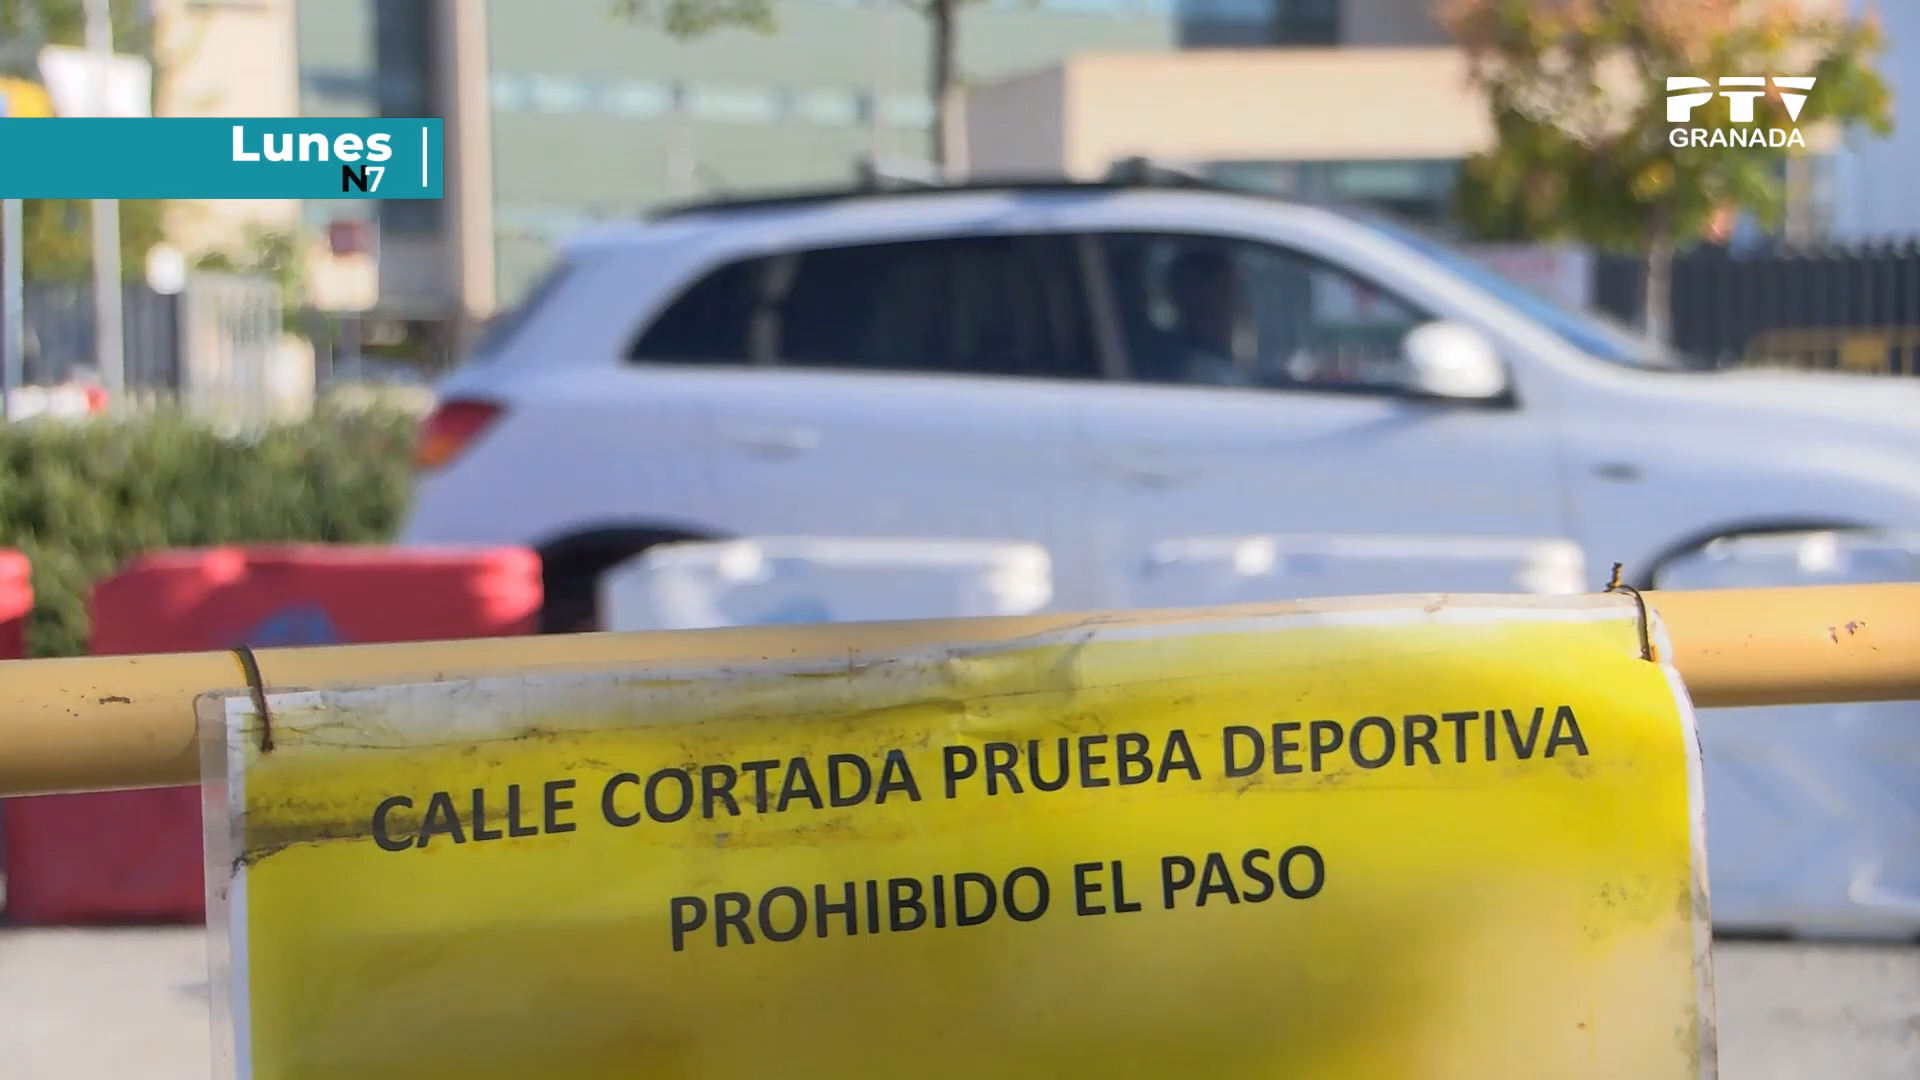 Lunes
N7
PTV
GRANADA
CALLE CORTADA PRUEBA DEPORTIVA
PROHIBIDO EL PASO